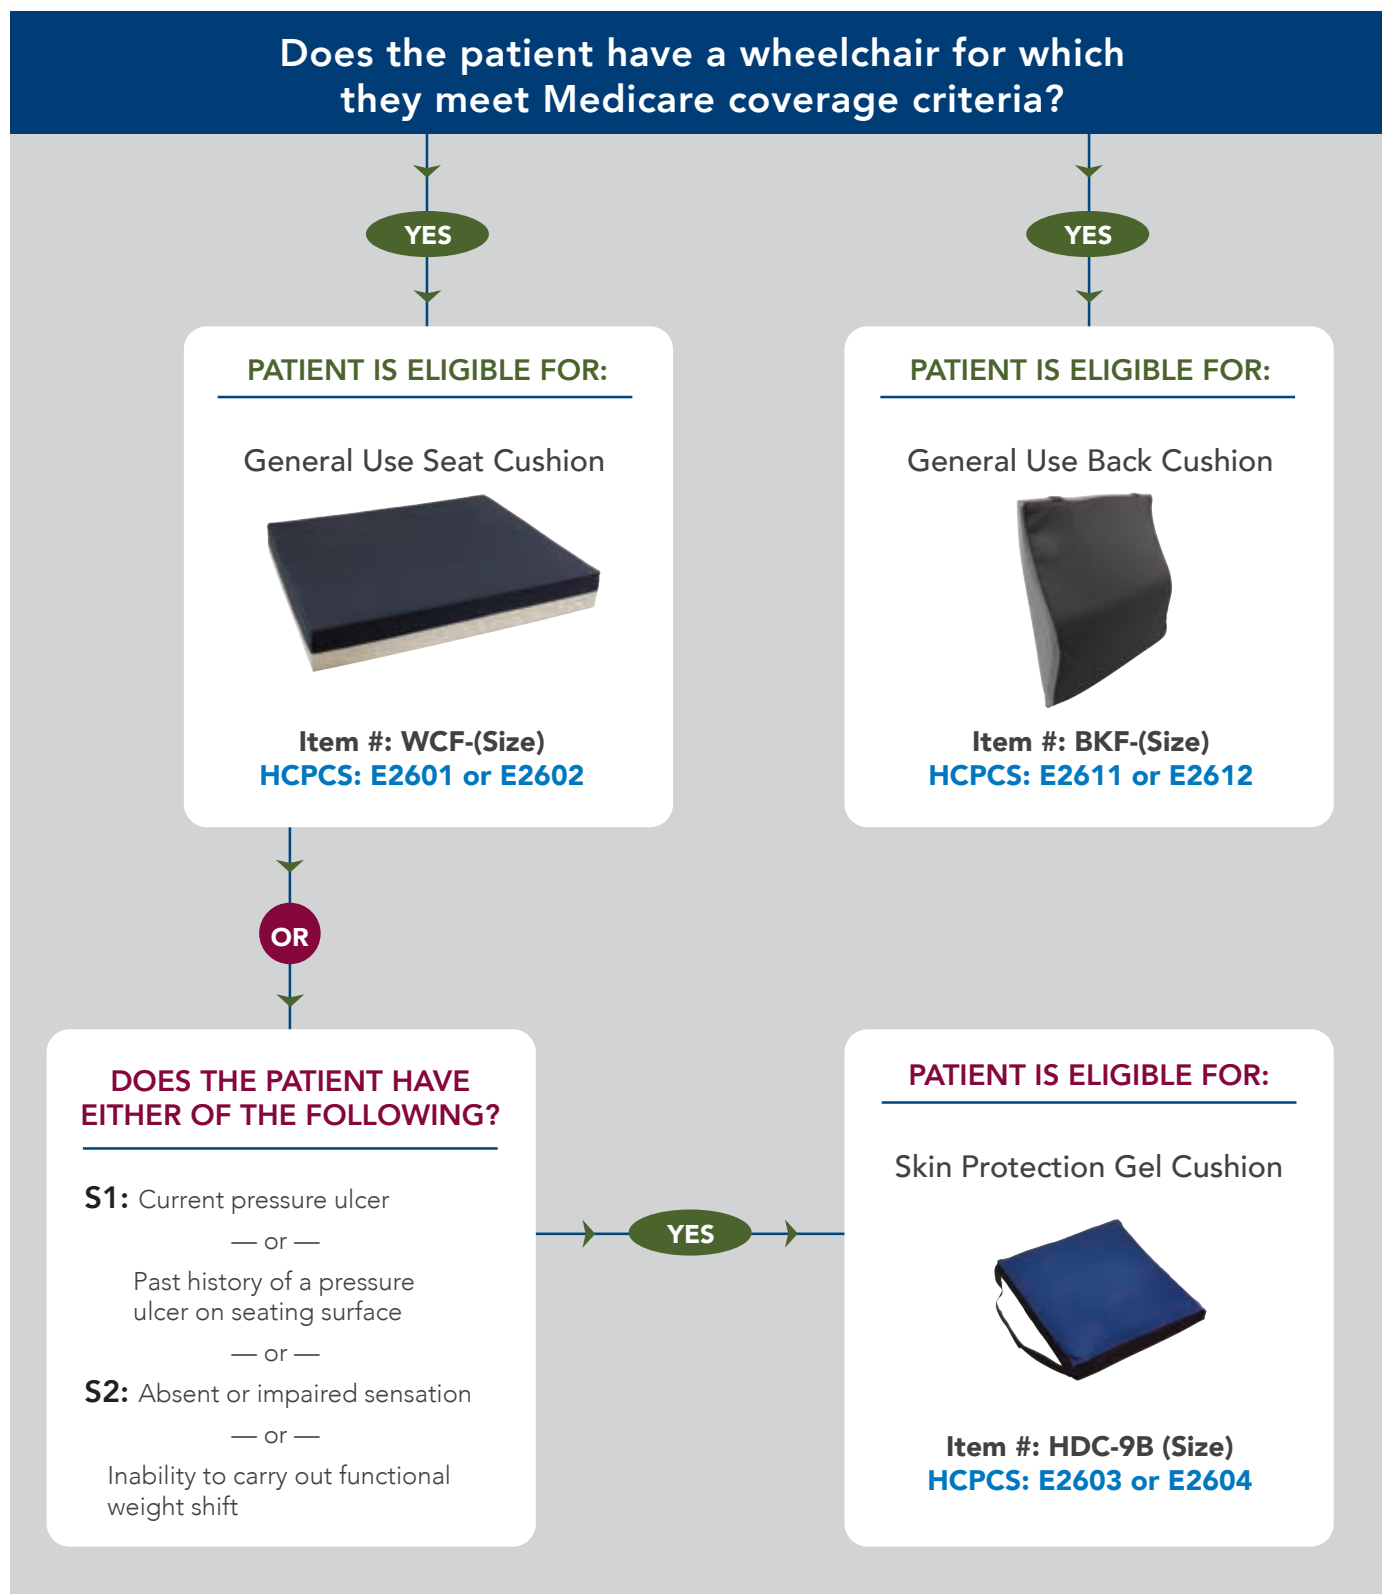 Does the patient have a wheelchair for which
they meet Medicare coverage criteria?
YES
YES
PATIENT IS ELIGIBLE FOR:
General Use Seat Cushion
Item #: WCF-(Size)
HCPCS: E2601 or E2602
PATIENT IS ELIGIBLE FOR:
General Use Back Cushion
Item #: BKF-(Size)
HCPCS: E2611 or E2612
OR
DOES THE PATIENT HAVE
EITHER OF THE FOLLOWING?
S1: Current pressure ulcer
— or —
Past history of a pressure
ulcer on seating surface
— or —
S2: Absent or impaired sensation
— or —
Inability to carry out functional
weight shift
YES
PATIENT IS ELIGIBLE FOR:
Skin Protection Gel Cushion
Item #: HDC-9B (Size)
HCPCS: E2603 or E2604